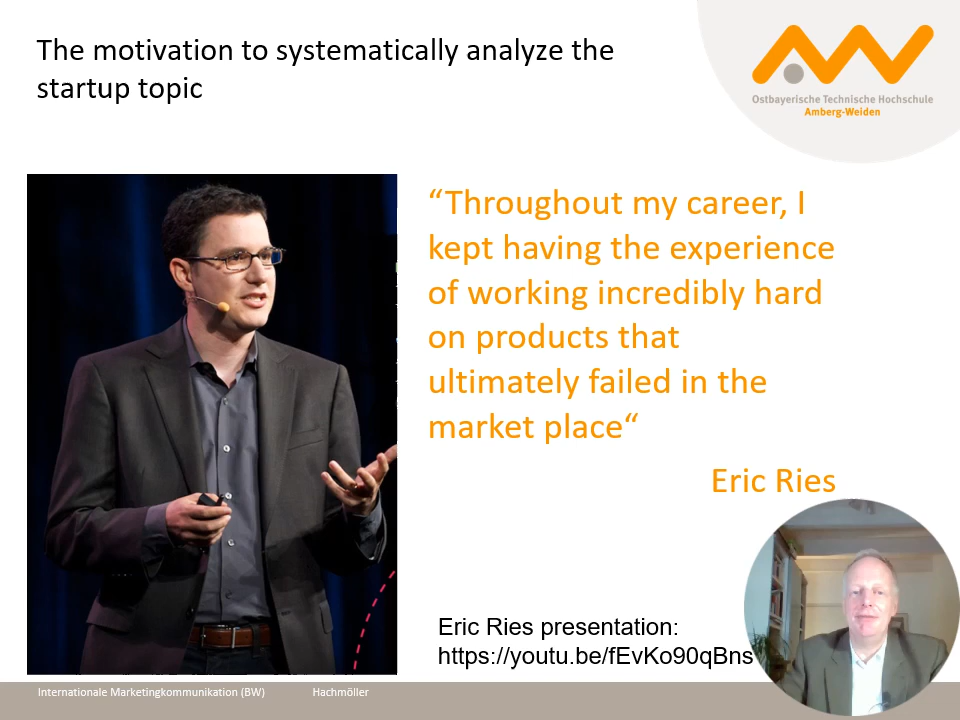 The motivation to systematically analyze the
startup topic
Ostbayerische Technische Hochschule
Amberg-Weiden
“Throughout my career, I
kept having the experience
of working incredibly hard
on products that
ultimately failed in the
market place“
Eric Ries
Eric Ries presentation:
https://youtu.be/fEvKo90qBns
Internationale Marketingkommunikation (BW) Hachmöller